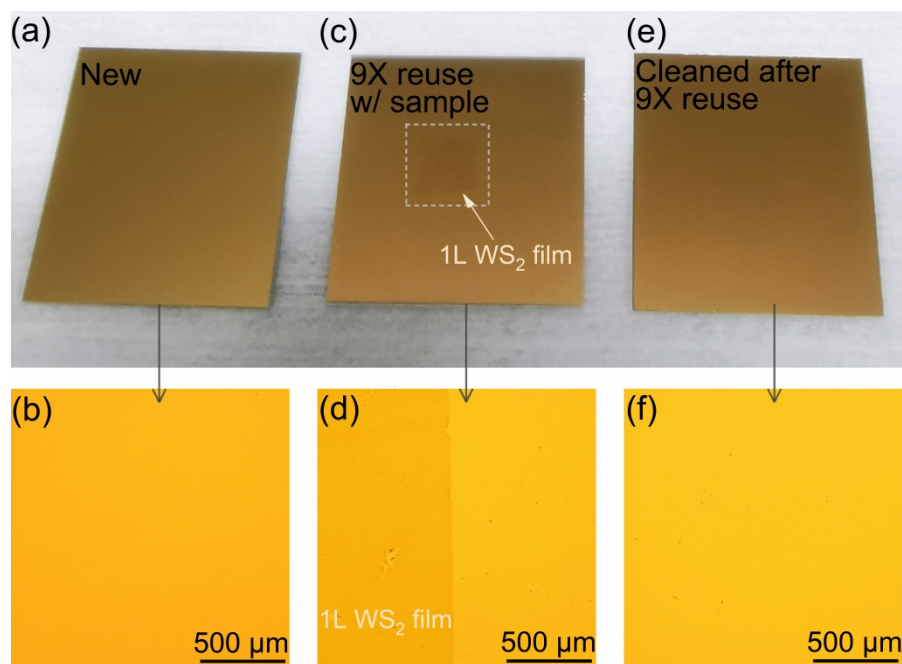 (a)
New
(c)
9X reuse
w/ sample
1L WS₂ film
(e)
Cleaned after
9X reuse
(b)
500 µm
(d)
1L WS₂ film
500 µm
(f)
500 µm